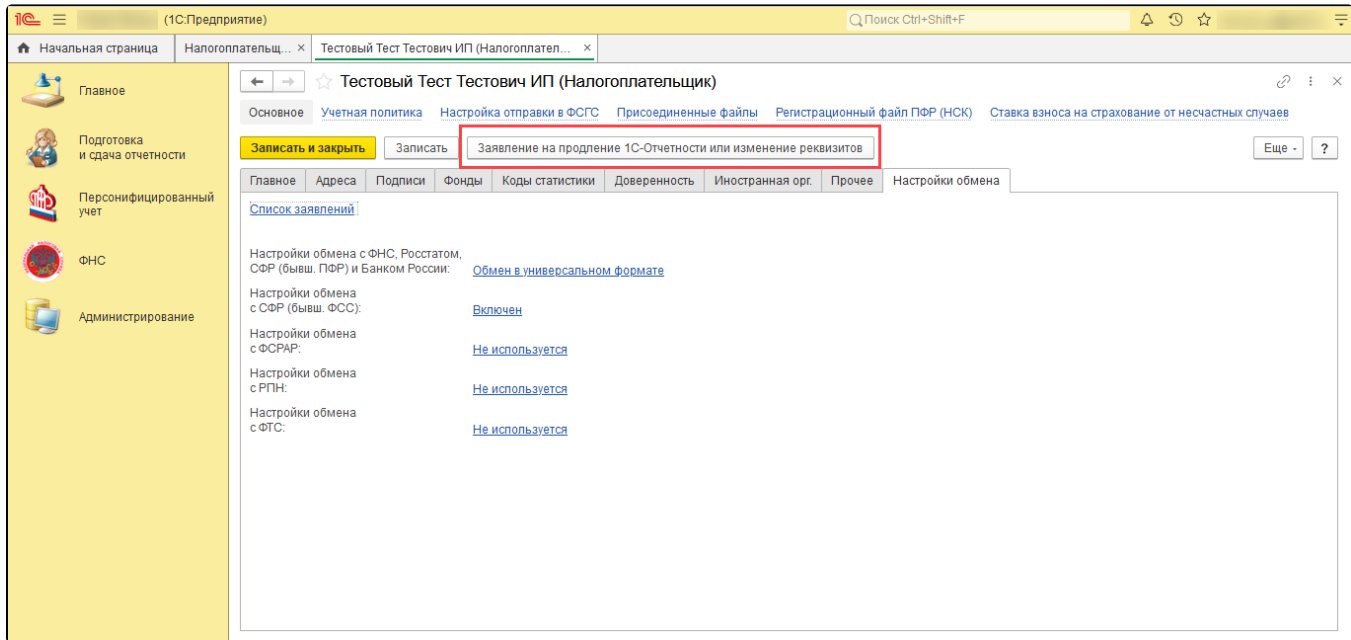 1С (1С:Предприятие) Поиск Ctrl+Shift+F
Начальная страница Налогоплательщ... × Тестовый Тест Тестович ИП (Налогоплател... ×
Главное
Подготовка
и сдача отчетности
Персонифицированный
учет
ФНС
Администрирование
Тестовый Тест Тестович ИП (Налогоплательщик)
Основное Учетная политика Настройка отправки в ФСГС Присоединенные файлы Регистрационный файл ПФР (НСК) Ставка взноса на страхование от несчастных случаев
Записать и закрыть Записать Заявление на продление 1С-Отчетности или изменение реквизитов Еще - ?
Главное Адреса Подписи Фонды Коды статистики Доверенность Иностранная орг. Прочее Настройки обмена
Список заявлений
Настройки обмена с ФНС, Росстатом,
СФР (бывш. ПФР) и Банком России: Обмен в универсальном формате
Настройки обмена
с СФР (бывш. ФСС): Включен
Настройки обмена
с ФСРАР: Не используется
Настройки обмена
с РПН: Не используется
Настройки обмена
с ФТС: Не используется